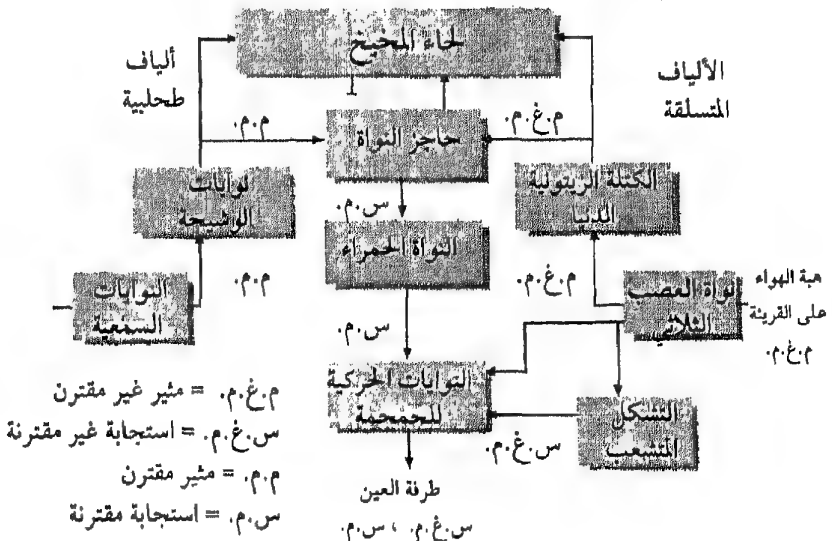 لحاء المخيخ
ألياف
طحلبية
الألياف
المتسلقة
م.م.
حاجز النواة
م.غ.م.
نوايات
الوشيجة
س.م.
الكتلة الزيتونية
الدنيا
النواة الحمراء
النوايات
السمعية
م.م.
م.غ.م.
نواة العصب
الثلاثي
هبة الهواء
على القرينة
م.غ.م.
س.م.
النوايات الحركية
للجمجمة
التشكل
المتشعب
س.غ.م.
م.غ.م. = مثير غير مقترن
س.غ.م. = استجابة غير مقترنة
م.م. = مثير مقترن
س.م. = استجابة مقترنة
طرفة العين
س.غ.م. ، س.م.